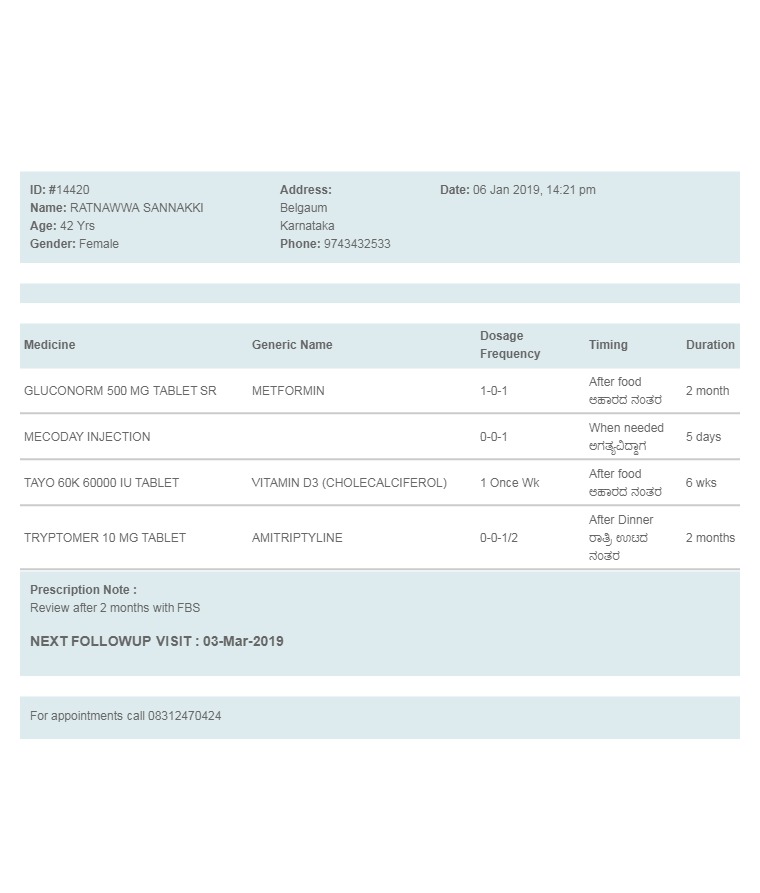 ID: #14420 Address: Date: 06 Jan 2019, 14:21 pm
Name: RATNAWWA SANNAKKI Belgaum
Age: 42 Yrs Karnataka
Gender: Female Phone: 9743432533
Medicine Generic Name Dosage Frequency Timing Duration
GLUCONORM 500 MG TABLET SR METFORMIN 1-0-1 After food 2 month
ಆಹಾರದ ನಂತರ
MECODAY INJECTION 0-0-1 When needed 5 days
ಅಗತ್ಯವಿದ್ದಾಗ
TAYO 60K 60000 IU TABLET VITAMIN D3 (CHOLECALCIFEROL) 1 Once Wk After food 6 wks
ಆಹಾರದ ನಂತರ
TRYPTOMER 10 MG TABLET AMITRIPTYLINE 0-0-1/2 After Dinner 2 months
ರಾತ್ರಿ ಊಟದ
ನಂತರ
Prescription Note :
Review after 2 months with FBS
NEXT FOLLOWUP VISIT : 03-Mar-2019
For appointments call 08312470424